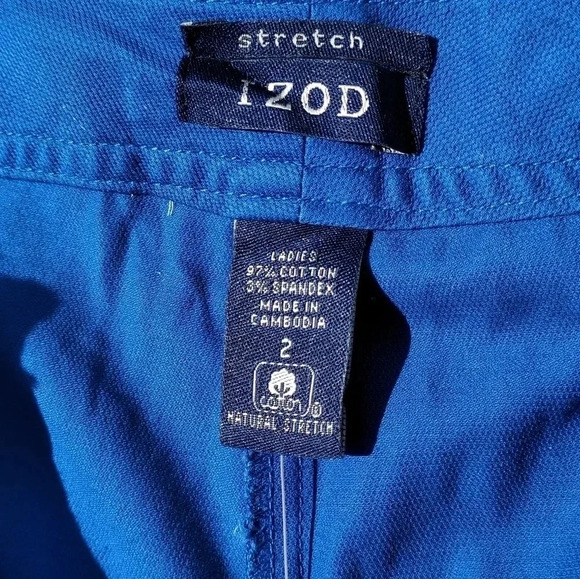 stretch
IZOD
LADIES
97% COTTON
3% SPANDEX
MADE IN
CAMBODIA
2
cotton®
NATURAL STRETCH